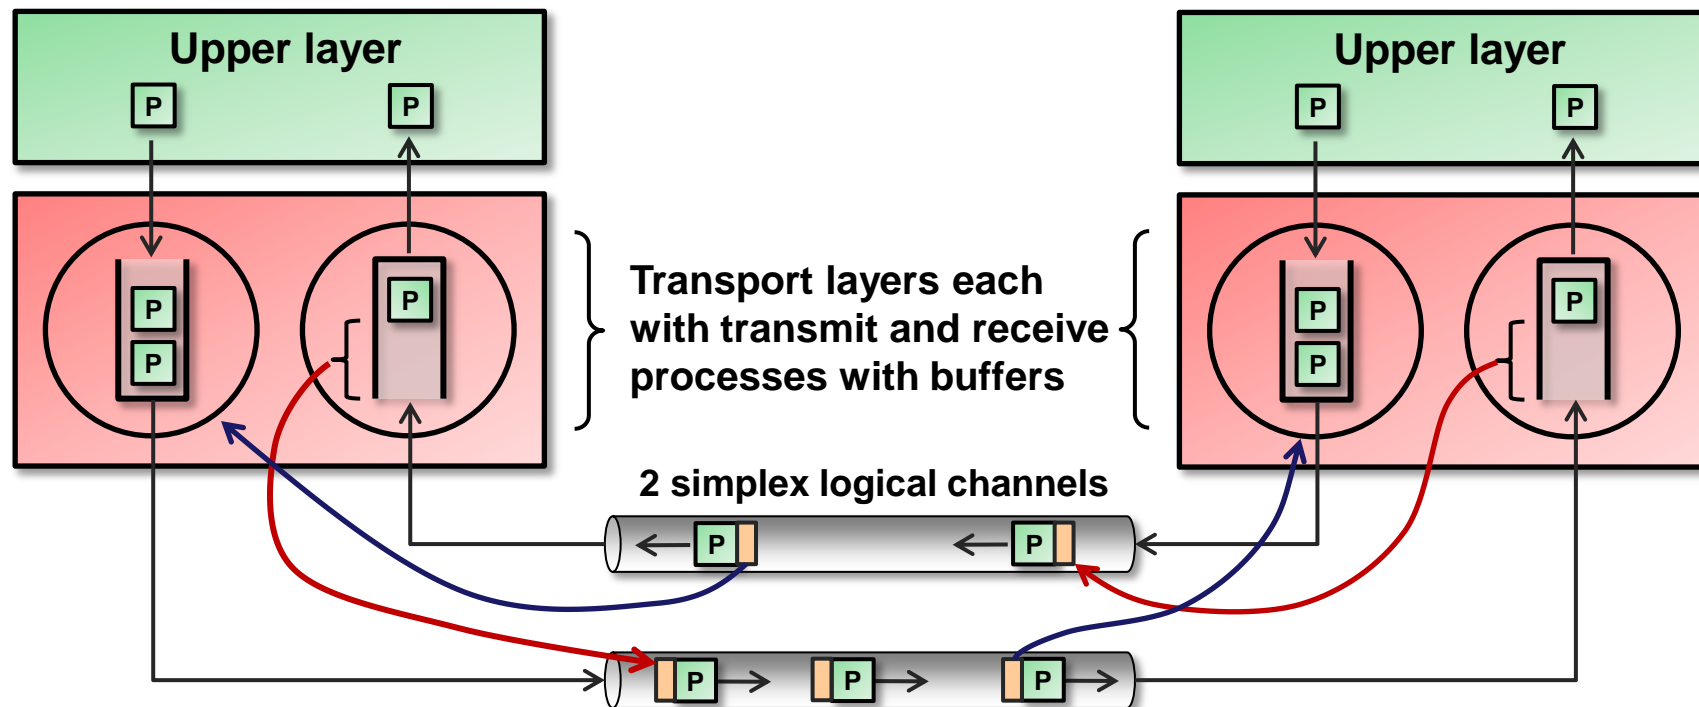 Upper layer
Upper layer
P
P
P
P
P
P
P
P
P
P
Transport layers each
with transmit and receive
processes with buffers
2 simplex logical channels
P
P
P
P
P